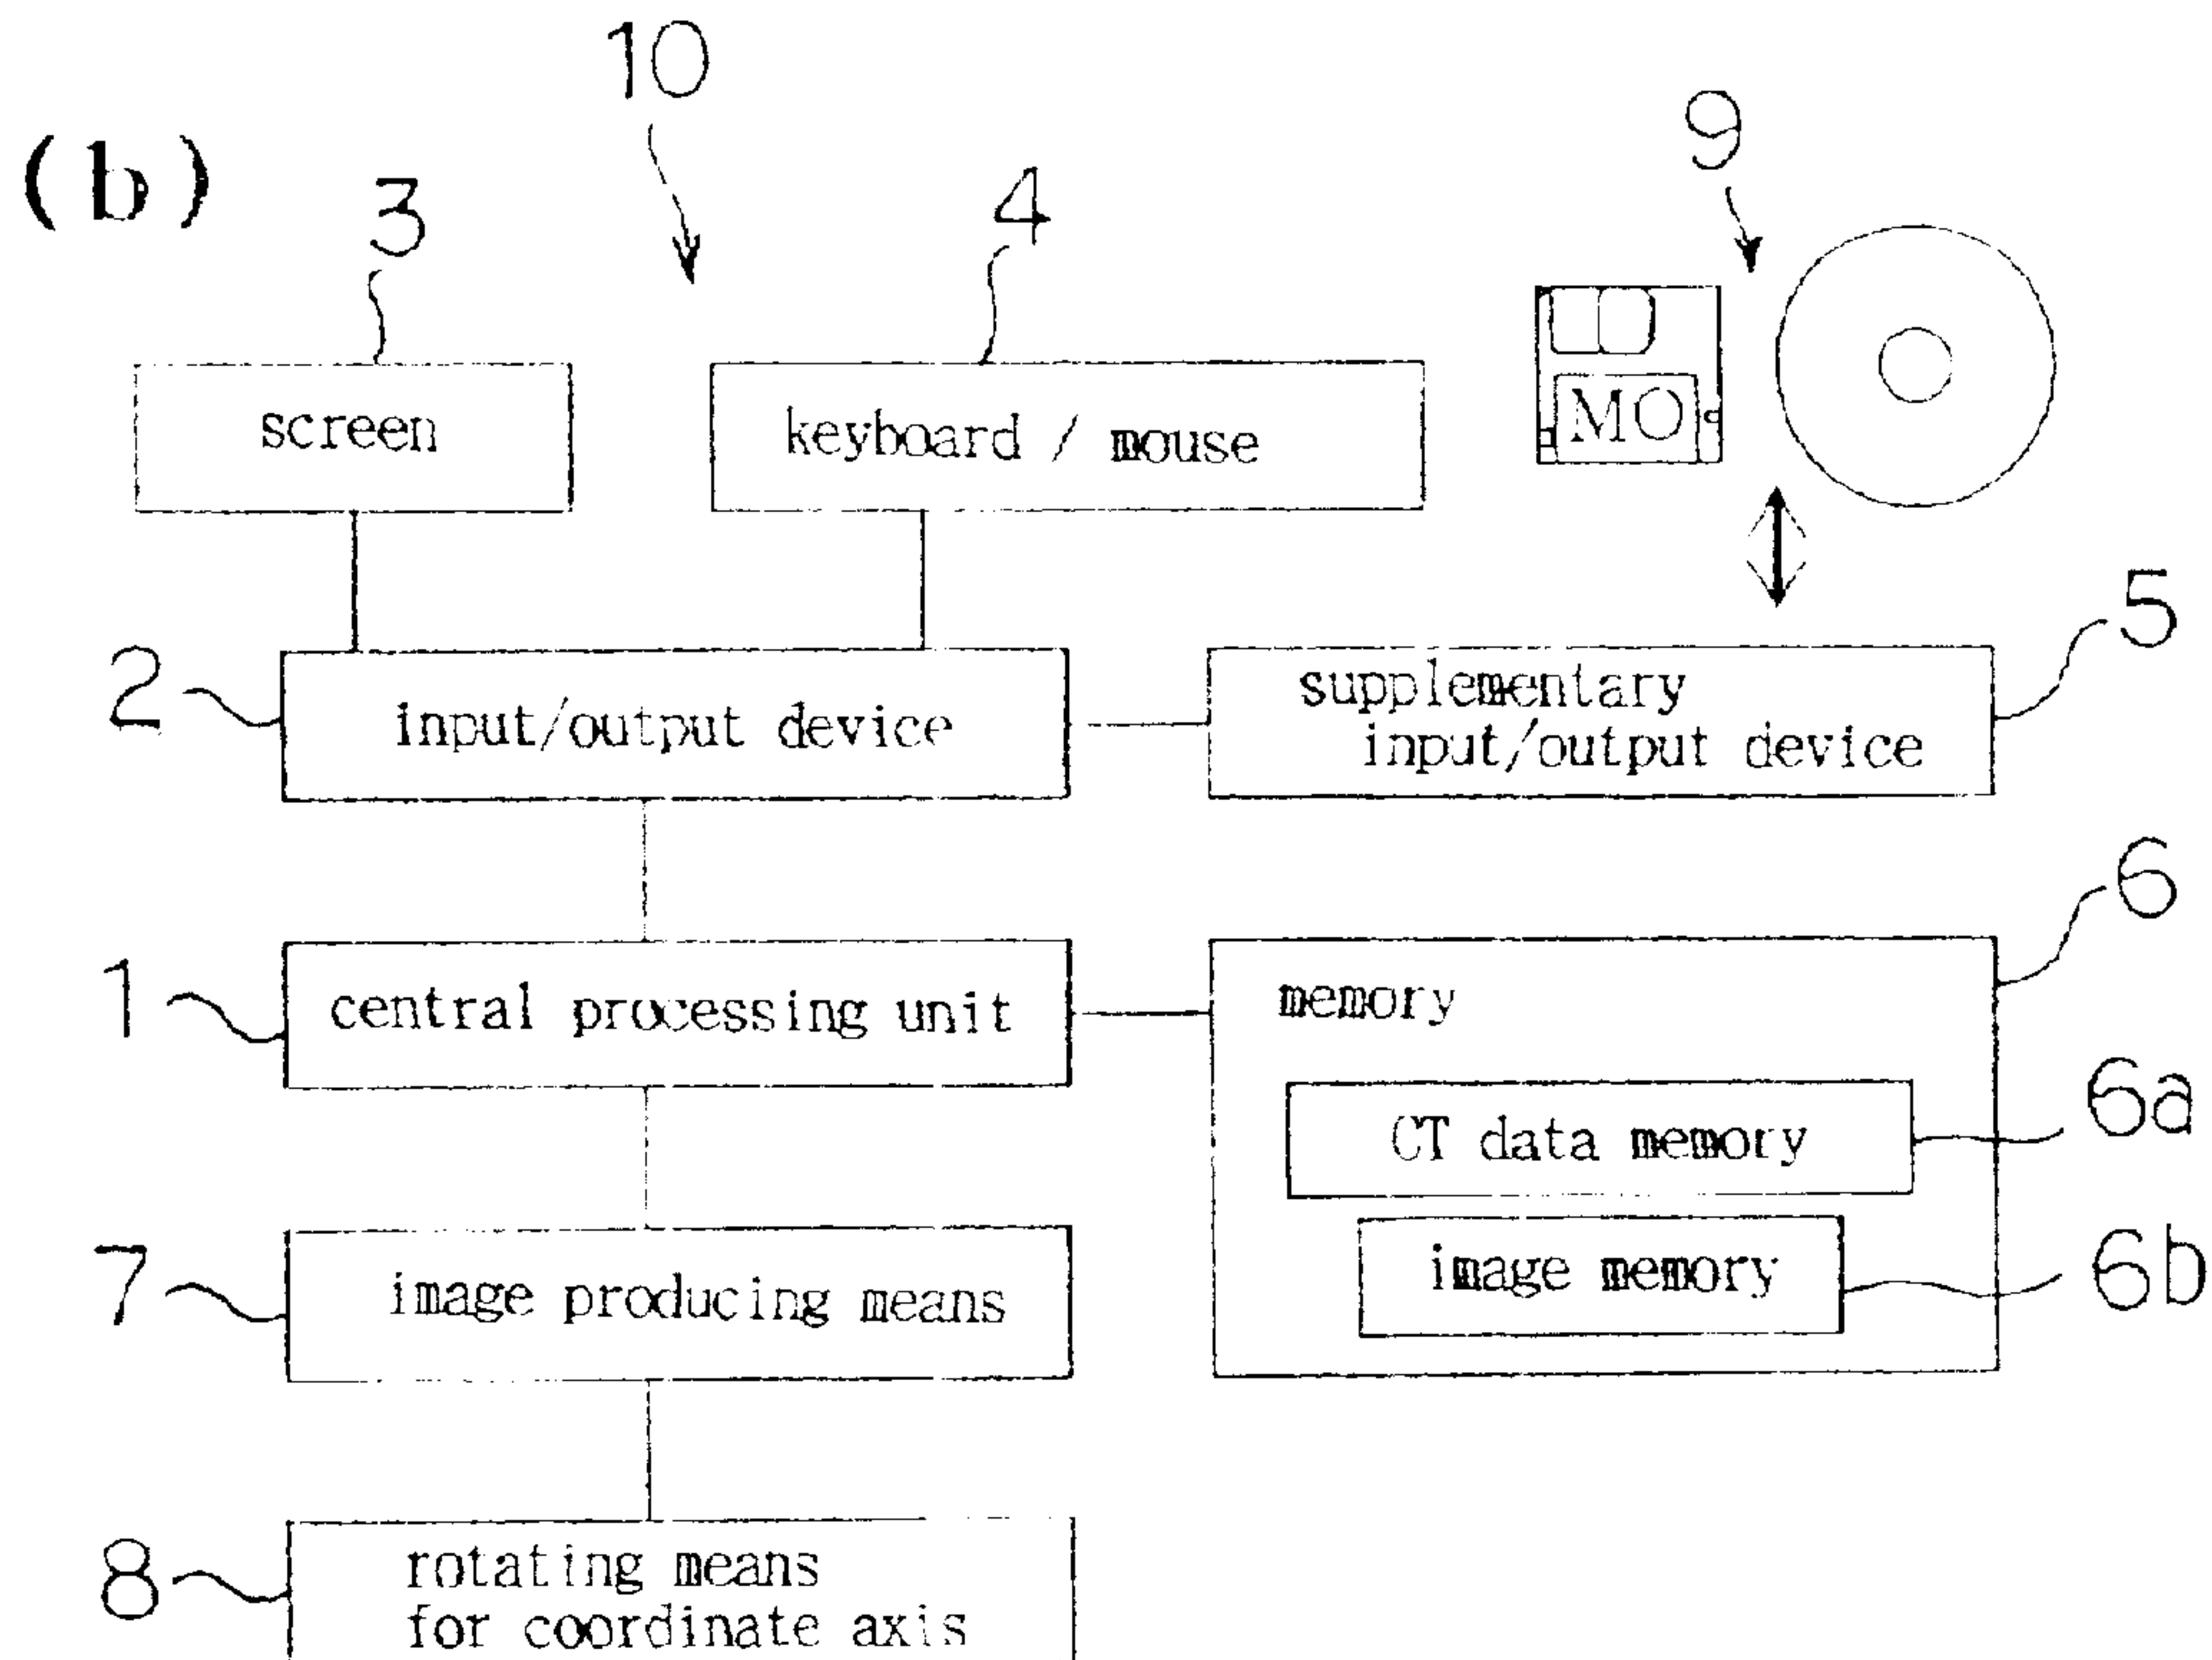 10
(b)
3
4
9
screen
keyboard / mouse
MO
2
input/output device
supplementary
input/output device
5
1
central processing unit
memory
6
CT data memory
6a
7
image producing means
image memory
6b
8
rotating means
for coordinate axis